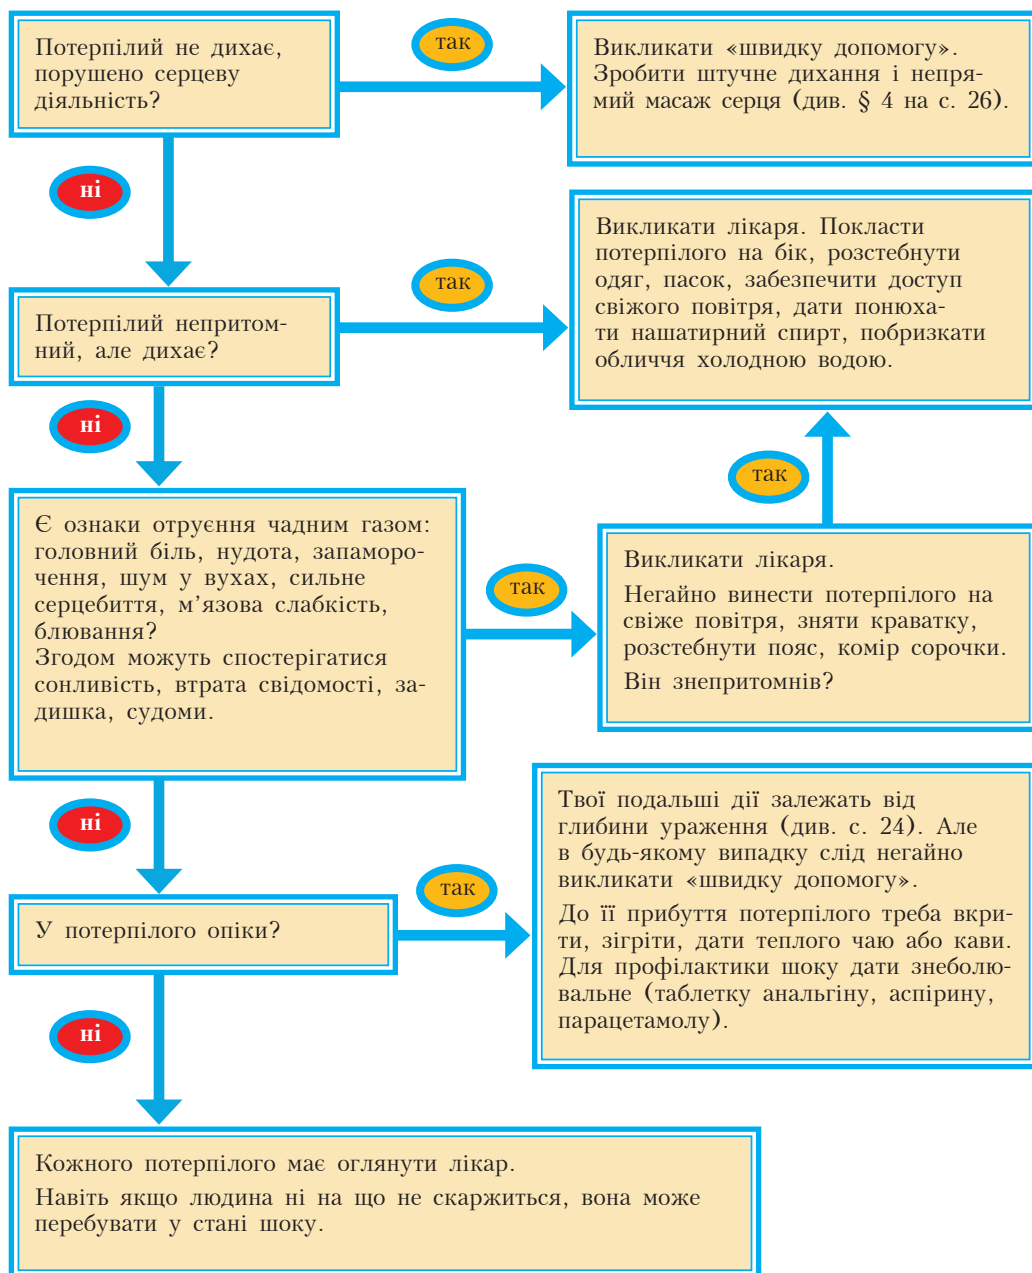 Потерпілий не дихає,
порушено серцеву
діяльність?
так
Викликати «швидку допомогу».
Зробити штучне дихання і непря-
мий масаж серця (див. § 4 на с. 26).
ні
Потерпілий непритом-
ний, але дихає?
так
Викликати лікаря. Покласти
потерпілого на бік, розстебнути
одяг, пасок, забезпечити доступ
свіжого повітря, дати понюха-
ти нашатирний спирт, побризкати
обличчя холодною водою.
ні
Є ознаки отруєння чадним газом:
головний біль, нудота, запаморо-
чення, шум у вухах, сильне
серцебиття, м’язова слабкість,
блювання?
Згодом можуть спостерігатися
сонливість, втрата свідомості, за-
дишка, судоми.
так
Викликати лікаря.
Негайно винести потерпілого на
свіже повітря, зняти краватку,
розстебнути пояс, комір сорочки.
Він знепритомнів?
так
ні
У потерпілого опіки?
так
Твої подальші дії залежать від
глибини ураження (див. с. 24). Але
в будь-якому випадку слід негайно
викликати «швидку допомогу».
До її прибуття потерпілого треба вкри-
ти, зігріти, дати теплого чаю або кави.
Для профілактики шоку дати знеболю-
вальне (таблетку анальгіну, аспірину,
парацетамолу).
ні
Кожного потерпілого має оглянути лікар.
Навіть якщо людина ні на що не скаржиться, вона може
перебувати у стані шоку.